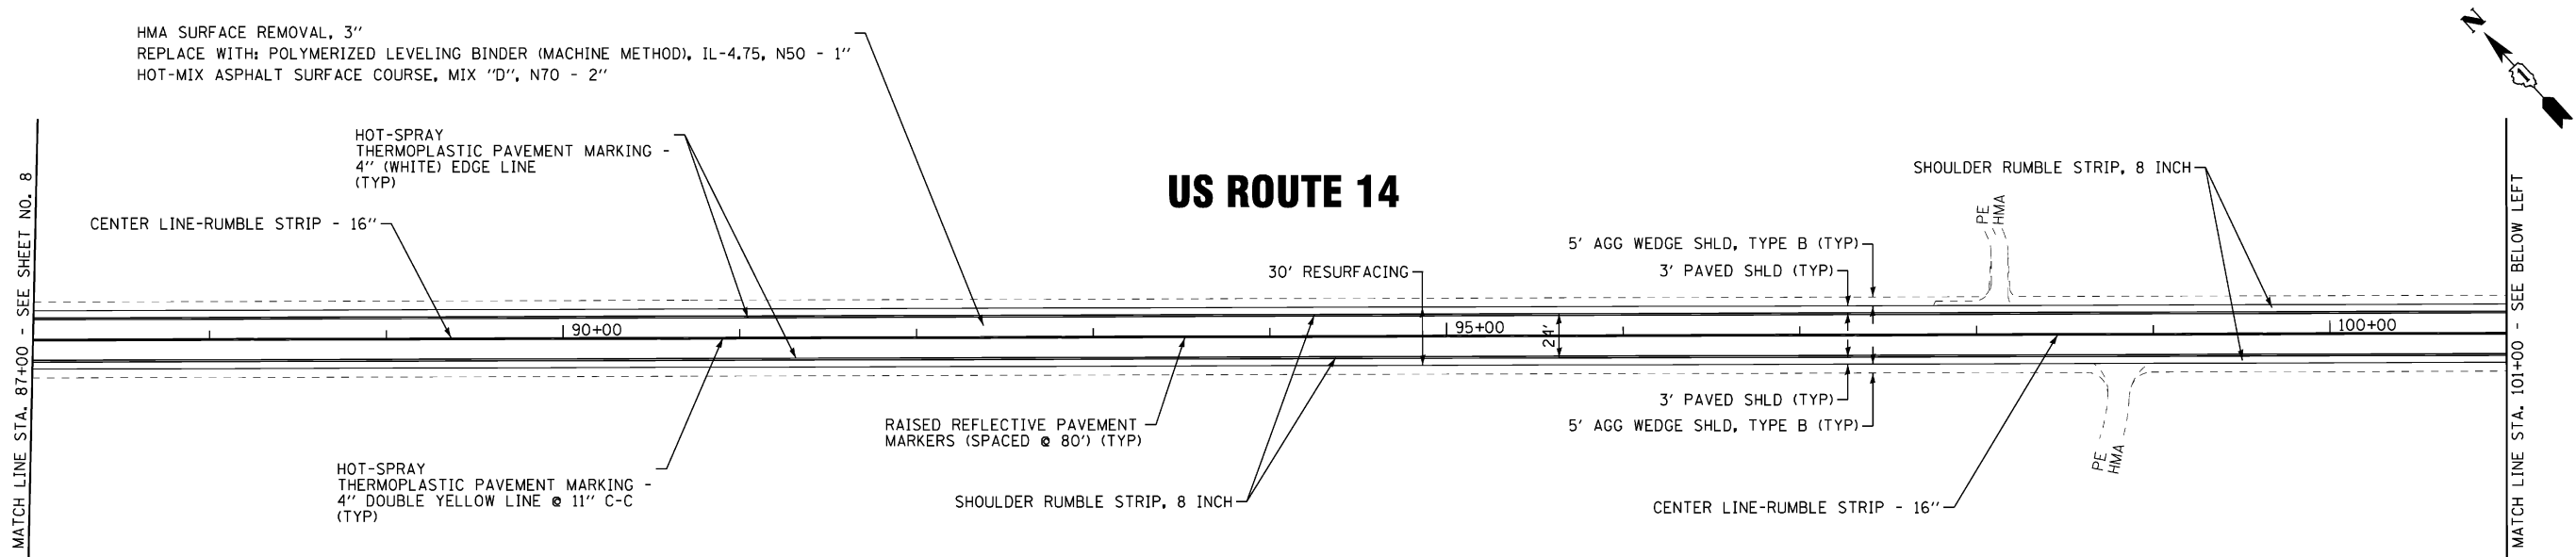 HMA SURFACE REMOVAL, 3"
REPLACE WITH: POLYMERIZED LEVELING BINDER (MACHINE METHOD), IL-4.75, N50 - 1"
HOT-MIX ASPHALT SURFACE COURSE, MIX "D", N70 - 2"
N
1
HOT-SPRAY
THERMOPLASTIC PAVEMENT MARKING -
4" (WHITE) EDGE LINE
(TYP)
CENTER LINE-RUMBLE STRIP - 16"
US ROUTE 14
SHOULDER RUMBLE STRIP, 8 INCH
PE
HMA
5' AGG WEDGE SHLD, TYPE B (TYP)
3' PAVED SHLD (TYP)
30' RESURFACING
MATCH LINE STA. 87+00 - SEE SHEET NO. 8
90+00
95+00
24'
100+00
MATCH LINE STA. 101+00 - SEE BELOW LEFT
3' PAVED SHLD (TYP)
5' AGG WEDGE SHLD, TYPE B (TYP)
RAISED REFLECTIVE PAVEMENT
MARKERS (SPACED @ 80') (TYP)
PE
HMA
HOT-SPRAY
THERMOPLASTIC PAVEMENT MARKING -
4" DOUBLE YELLOW LINE @ 11" C-C
(TYP)
SHOULDER RUMBLE STRIP, 8 INCH
CENTER LINE-RUMBLE STRIP - 16"